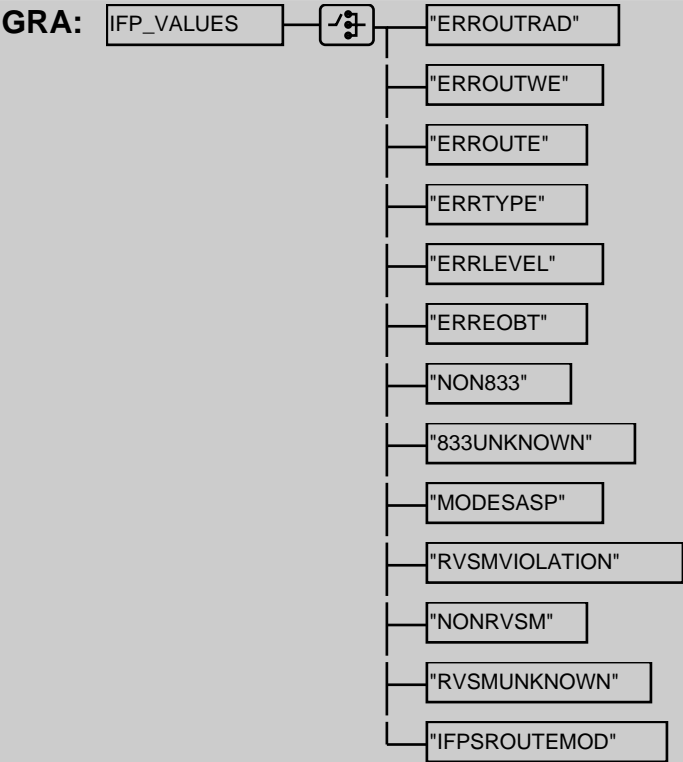 GRA: IFP_VALUES "ERROUTRAD"
"ERROUTWE"
"ERROUTE"
"ERRTYPE"
"ERRLEVEL"
"ERREOBT"
"NON833"
"833UNKNOWN"
"MODESASP"
"RVSMVIOLATION"
"NONRVSM"
"RVSMUNKNOWN"
"IFPSROUTEMOD"